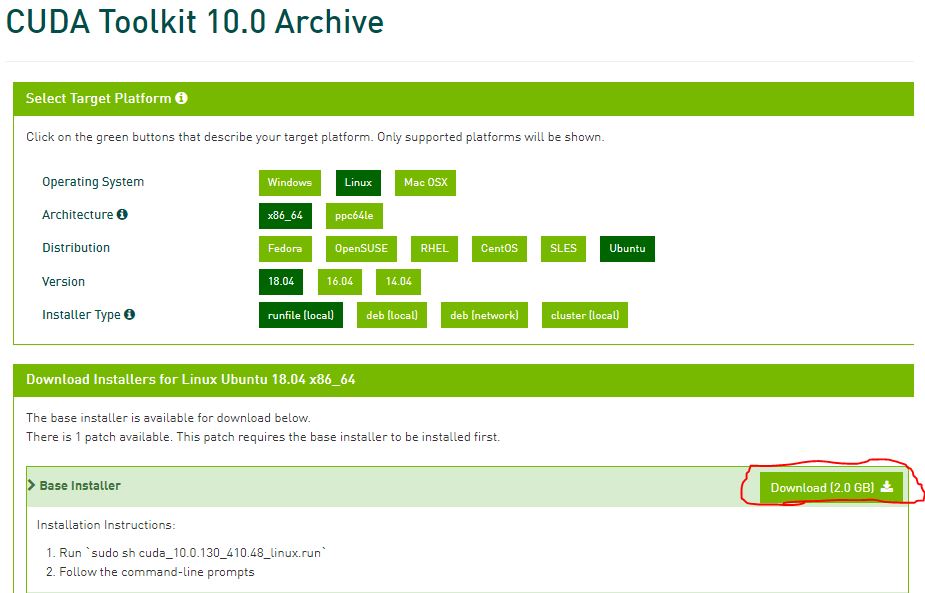 CUDA Toolkit 10.0 Archive
Select Target Platform
Click on the green buttons that describe your target platform. Only supported platforms will be shown.
Operating System Windows Linux Mac OSX
Architecture x86_64 ppc64le
Distribution Fedora OpenSUSE RHEL CentOS SLES Ubuntu
Version 18.04 16.04 14.04
Installer Type runfile (local) deb (local) deb (network) cluster (local)
Download Installers for Linux Ubuntu 18.04 x86_64
The base installer is available for download below.
There is 1 patch available. This patch requires the base installer to be installed first.
Base Installer Download (2.0 GB)
Installation Instructions:
1. Run `sudo sh cuda_10.0.130_410.48_linux.run`
2. Follow the command-line prompts